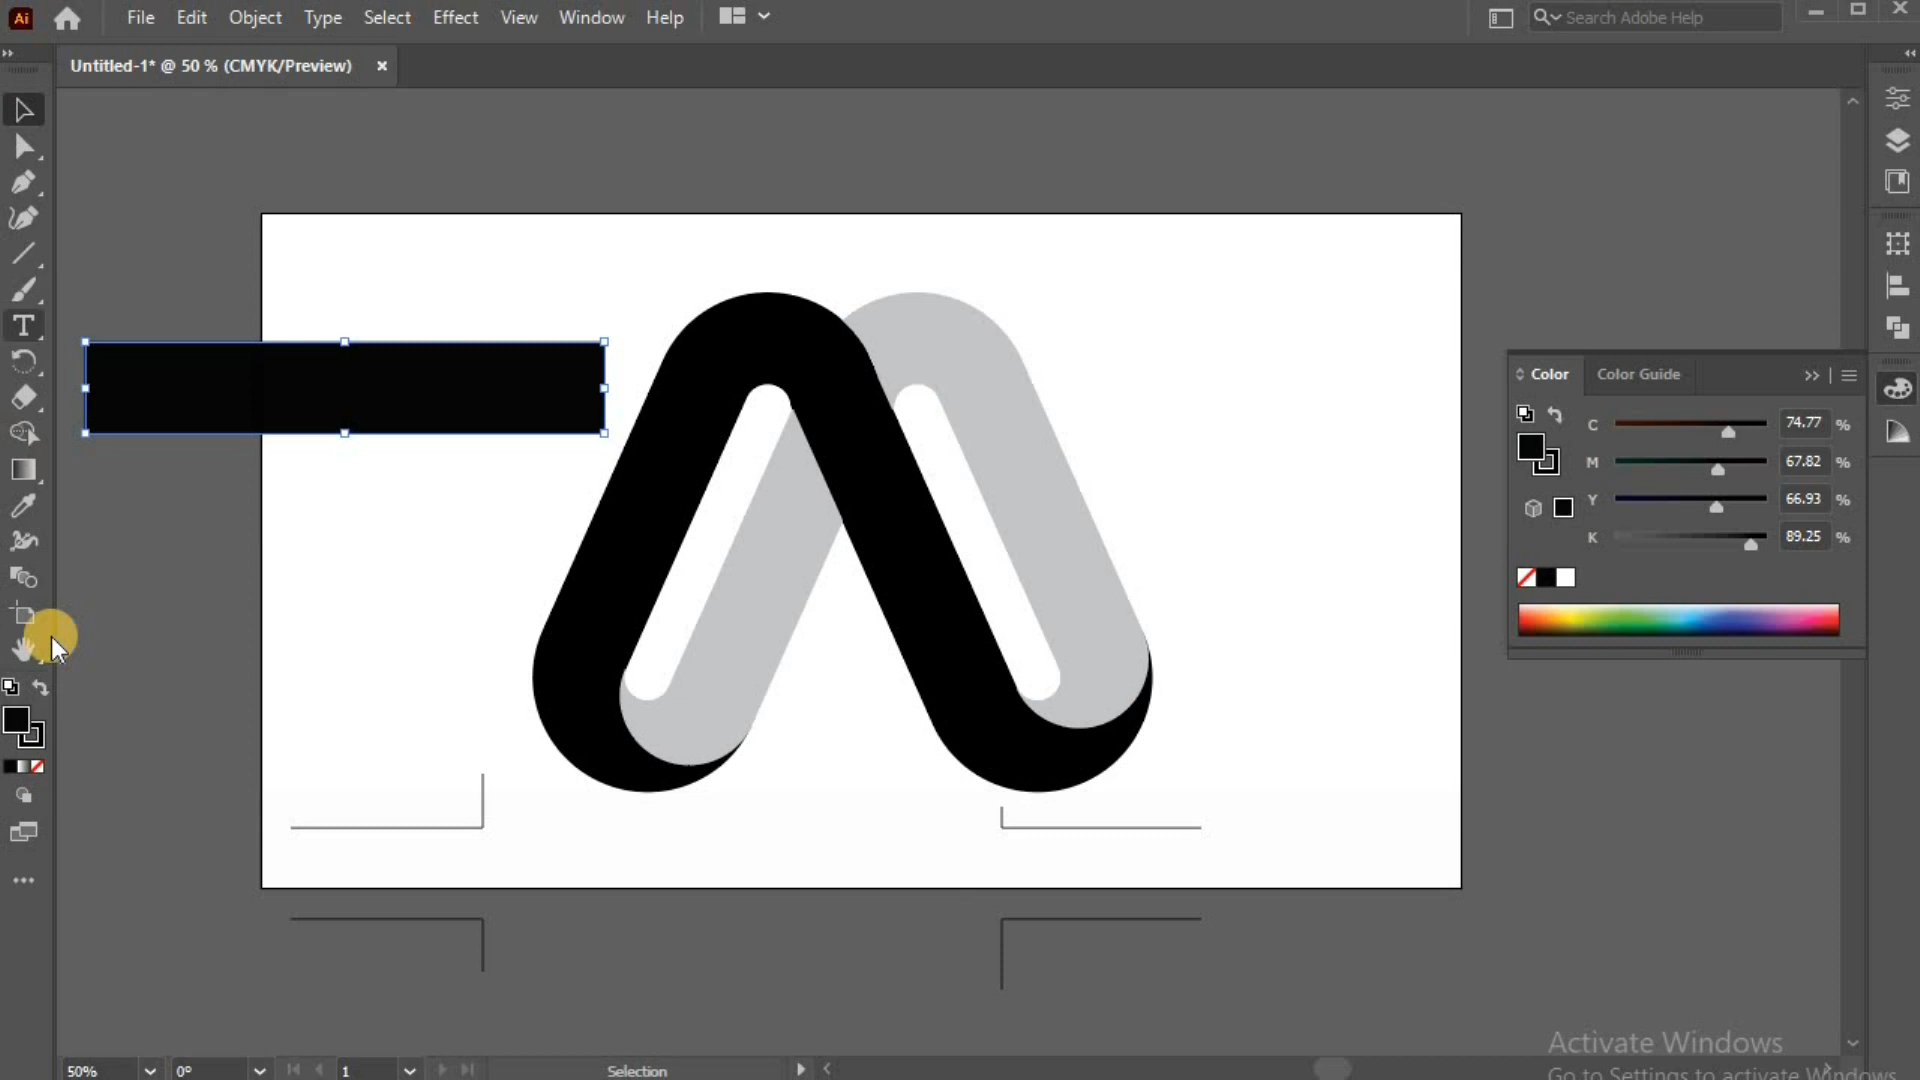 Ai File Edit Object Type Select Effect View Window Help Search Adobe Help
Untitled-1* @ 50 % (CMYK/Preview) ×
T
Color Color Guide
C 74.77 %
M 67.82 %
Y 66.93 %
K 89.25 %
Activate Windows
Go to Settings to activate Windows
50% 0° 1 Selection